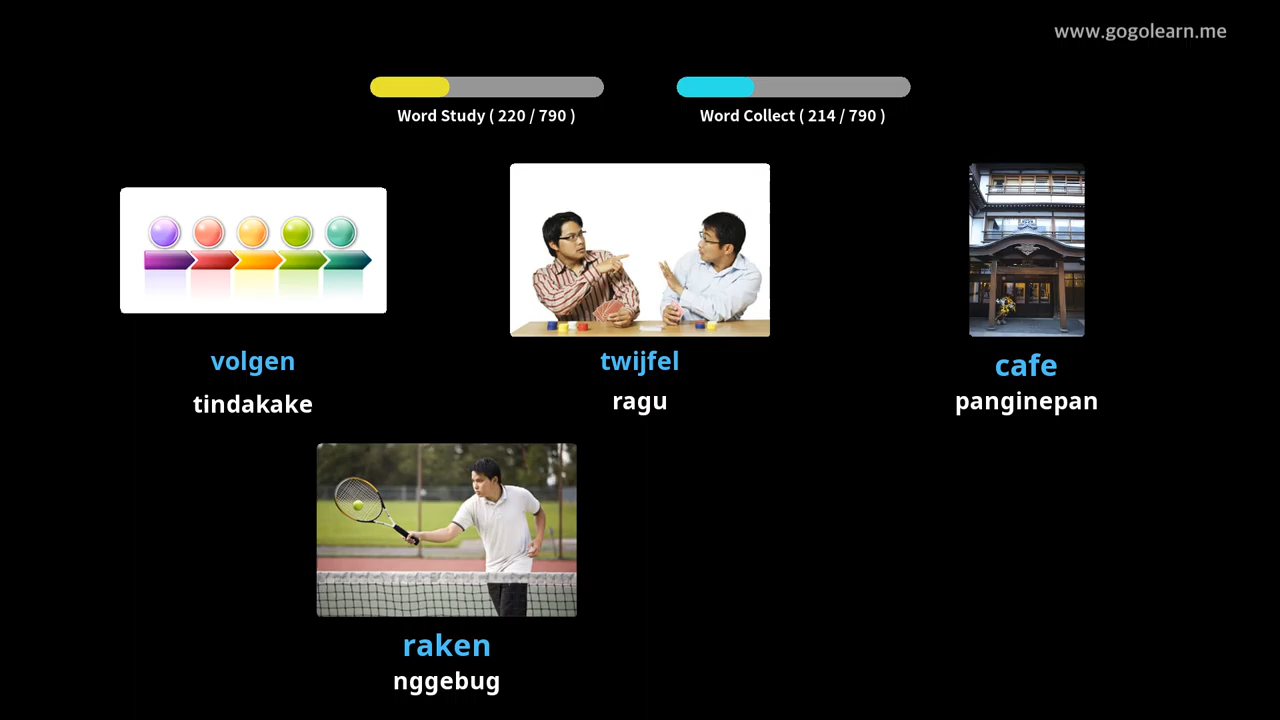 www.gogolearn.me
Word Study ( 220 / 790 )
Word Collect ( 214 / 790 )
volgen
tindakake
twijfel
ragu
cafe
panginepan
raken
nggebug